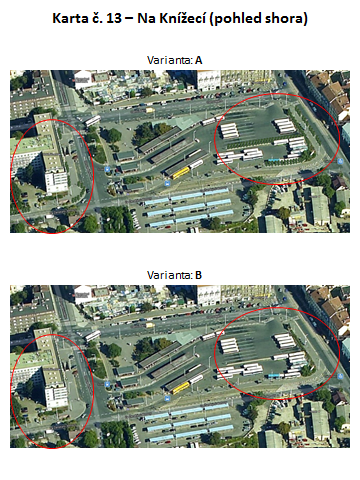 Karta č. 13 – Na Knížecí (pohled shora)
Varianta: A
Varianta: B